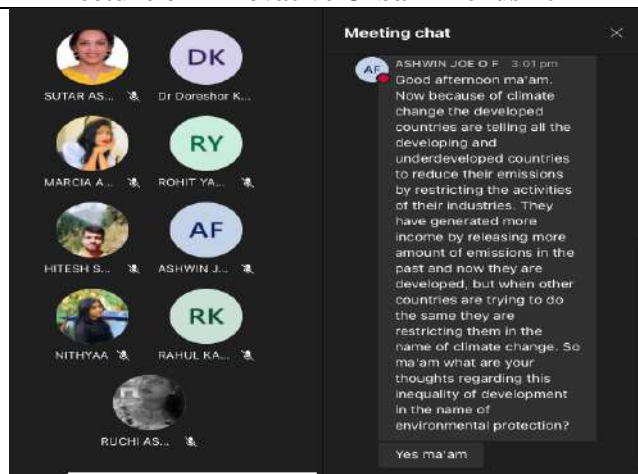 DK
SUTAR AS...
Dr Doreshor K...
RY
MARCIA A...
ROHIT YA...
AF
HITESH S...
ASHWIN J...
RK
NITHYAA
RAHUL KA...
RUCHI AS...
Meeting chat
AF
ASHWIN JOE O F 3:01 pm
Good afternoon ma'am.
Now because of climate
change the developed
countries are telling all the
developing and
underdeveloped countries
to reduce their emissions
by restricting the activities
of their industries. They
have generated more
income by releasing more
amount of emissions in the
past and now they are
developed, but when other
countries are trying to do
the same they are
restricting them in the
name of climate change. So
ma'am what are your
thoughts regarding this
inequality of development
in the name of
environmental protection?
Yes ma'am